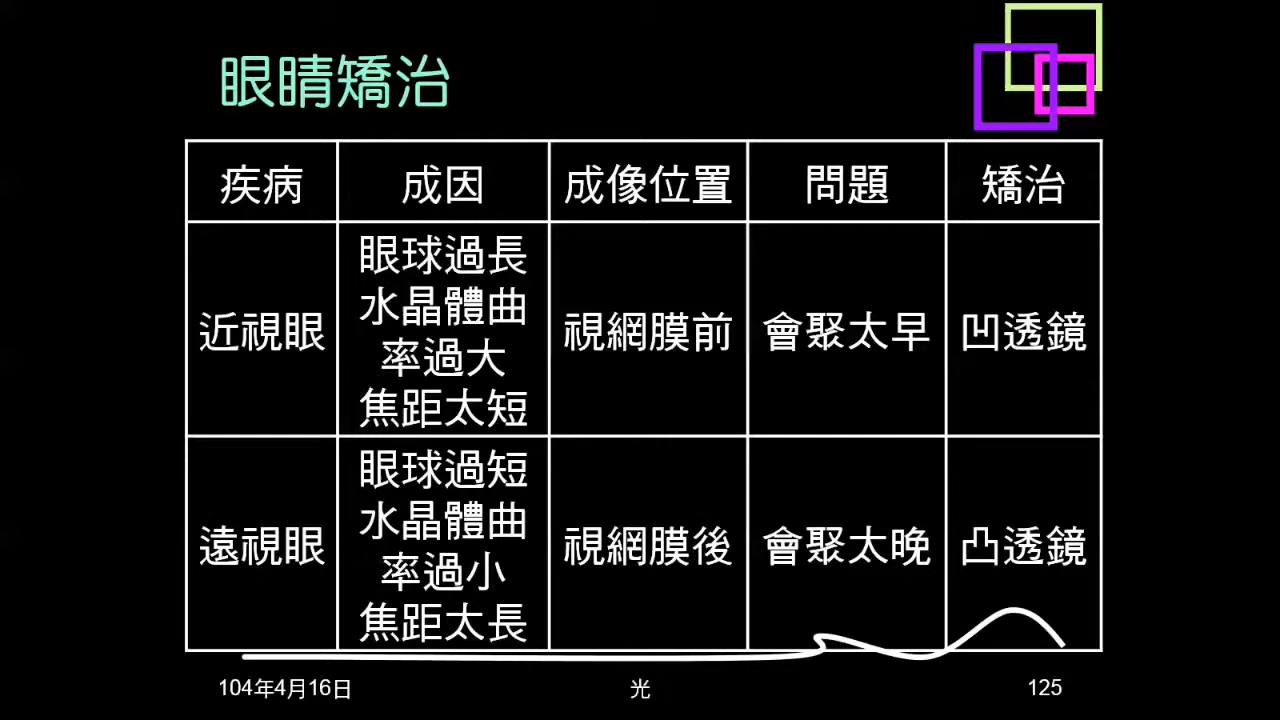 眼睛矯治
疾病 成因 成像位置 問題 矯治
近視眼
眼球過長
水晶體曲
率過大
焦距太短
視網膜前
會聚太早
凹透鏡
遠視眼
眼球過短
水晶體曲
率過小
焦距太長
視網膜後
會聚太晚
凸透鏡
104年4月16日 光 125